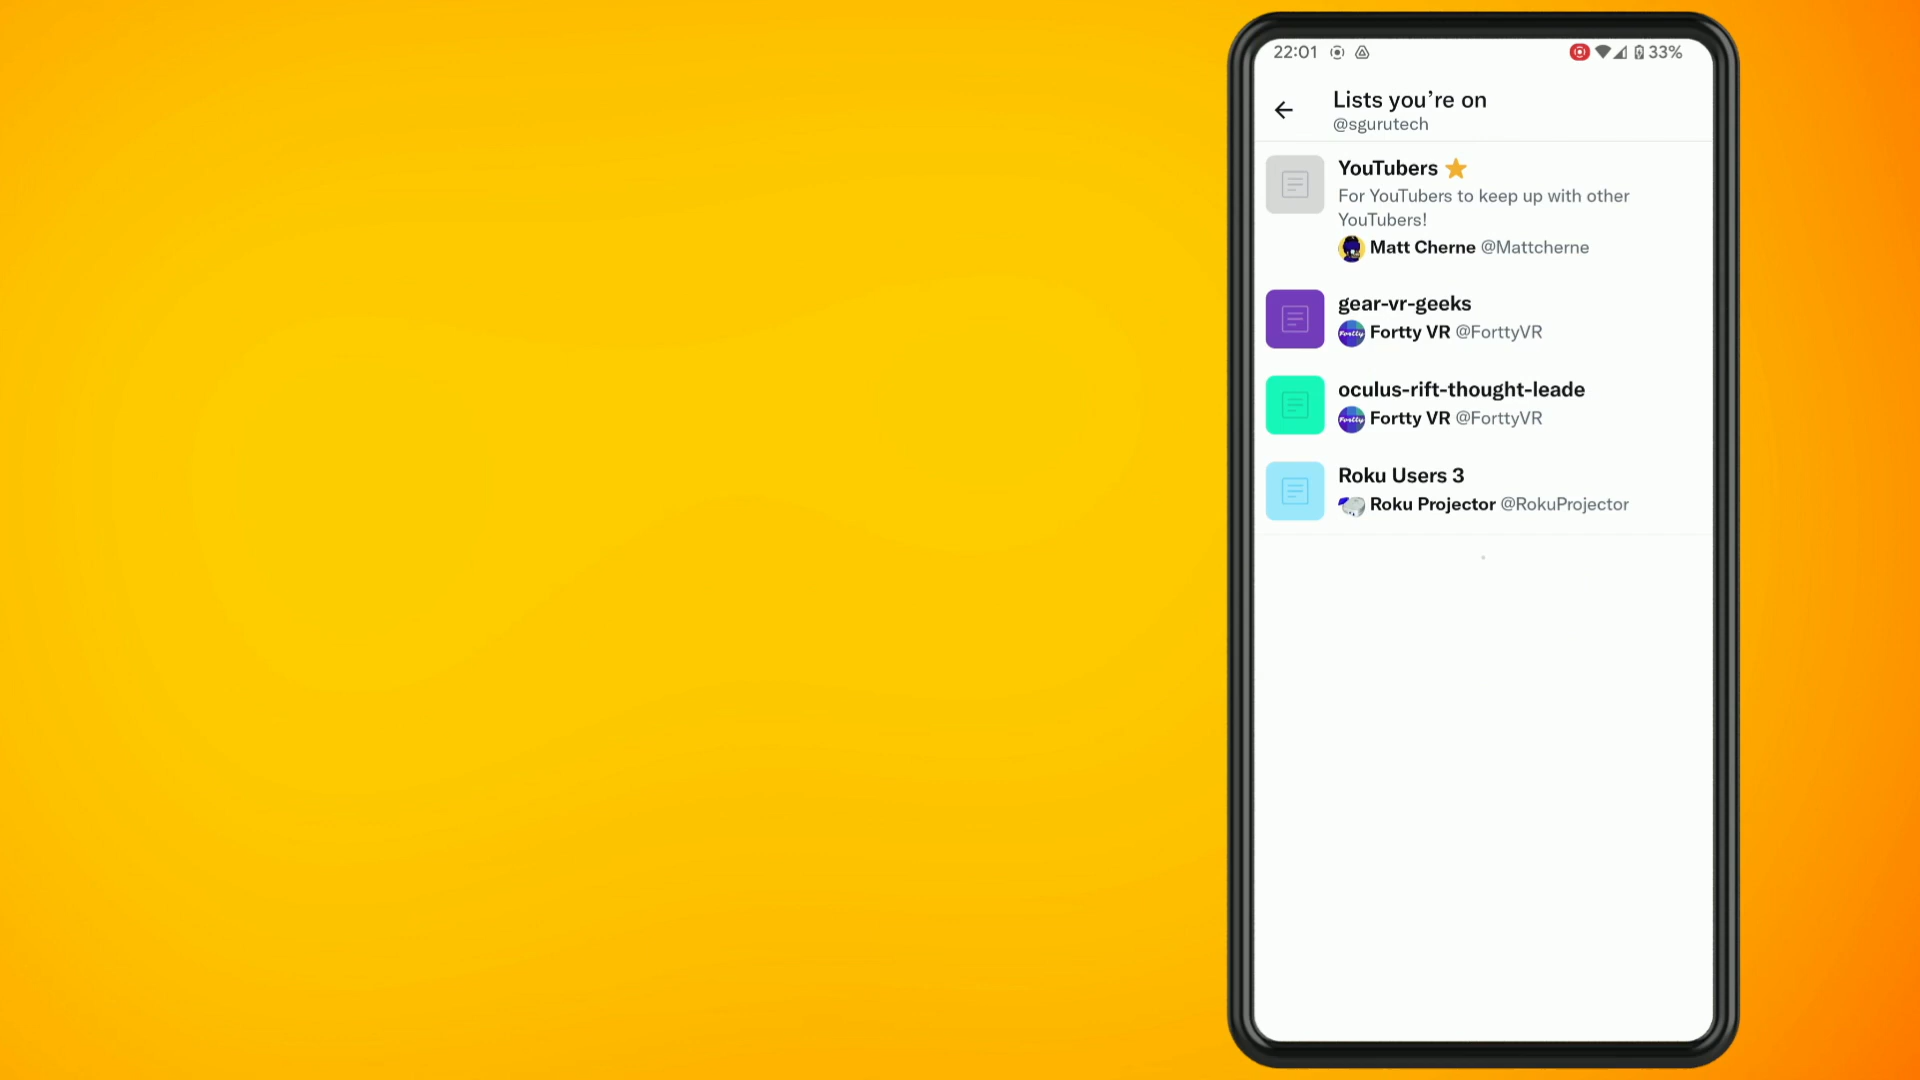 22:01
33%
Lists you’re on
@sgurutech
YouTubers ⭐
For YouTubers to keep up with other
YouTubers!
Matt Cherne @Mattcherne
gear-vr-geeks
Fortty
Fortty VR @ForttyVR
oculus-rift-thought-leade
Fortty
Fortty VR @ForttyVR
Roku Users 3
Roku Projector @RokuProjector